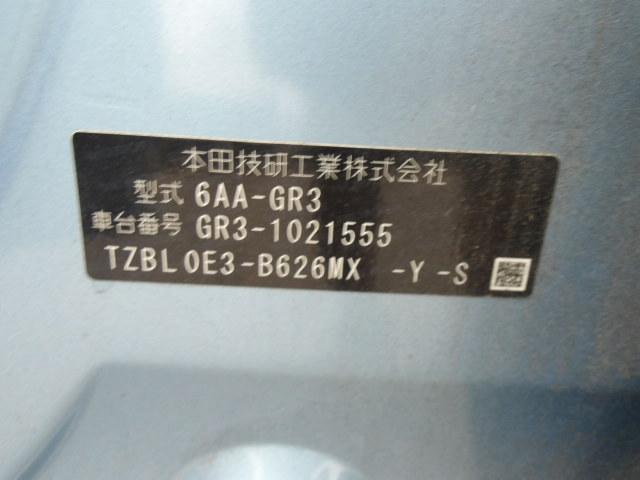 本田技研工業株式会社
型式 6AA-GR3
車台番号 GR3-1021555
TZBL0E3-B626MX -Y -S